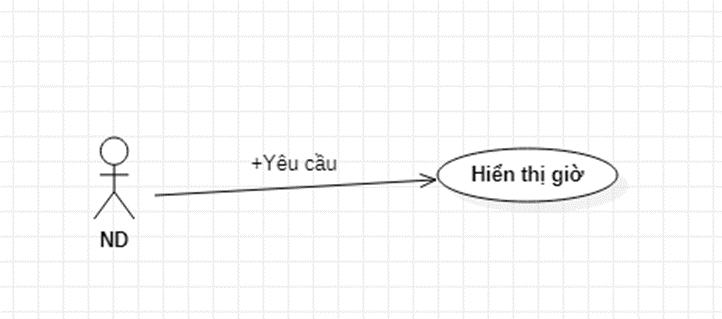 +Yêu cầu
Hiển thị giờ
ND